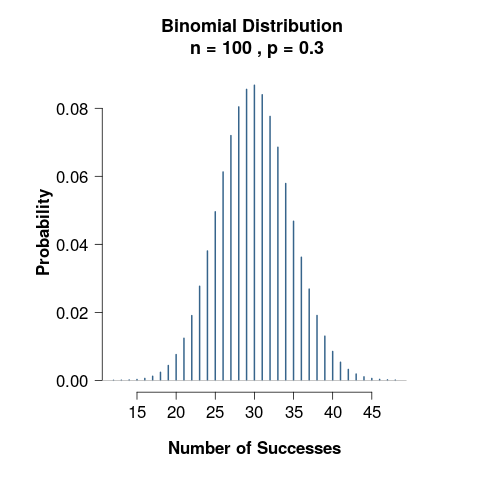 Binomial Distribution
n = 100 , p = 0.3
Probability
0.08
0.06
0.04
0.02
0.00
15 20 25 30 35 40 45
Number of Successes